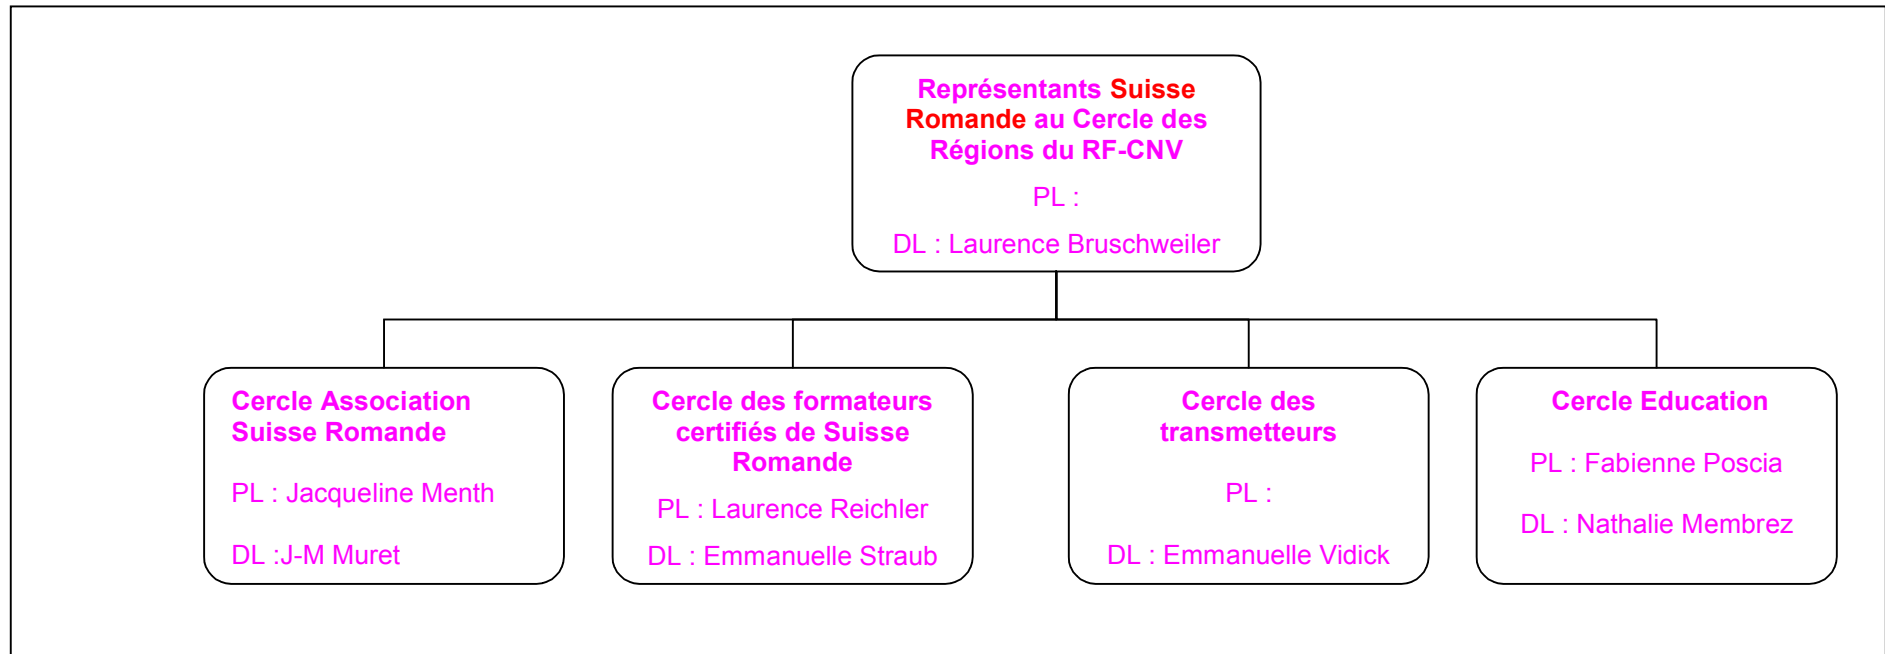 Représentants Suisse
Romande au Cercle des
Régions du RF-CNV
PL :
DL : Laurence Bruschweiler
Cercle Association
Suisse Romande
PL : Jacqueline Menth
DL :J-M Muret
Cercle des formateurs
certifiés de Suisse
Romande
PL : Laurence Reichler
DL : Emmanuelle Straub
Cercle des
transmetteurs
PL :
DL : Emmanuelle Vidick
Cercle Education
PL : Fabienne Poscia
DL : Nathalie Membrez